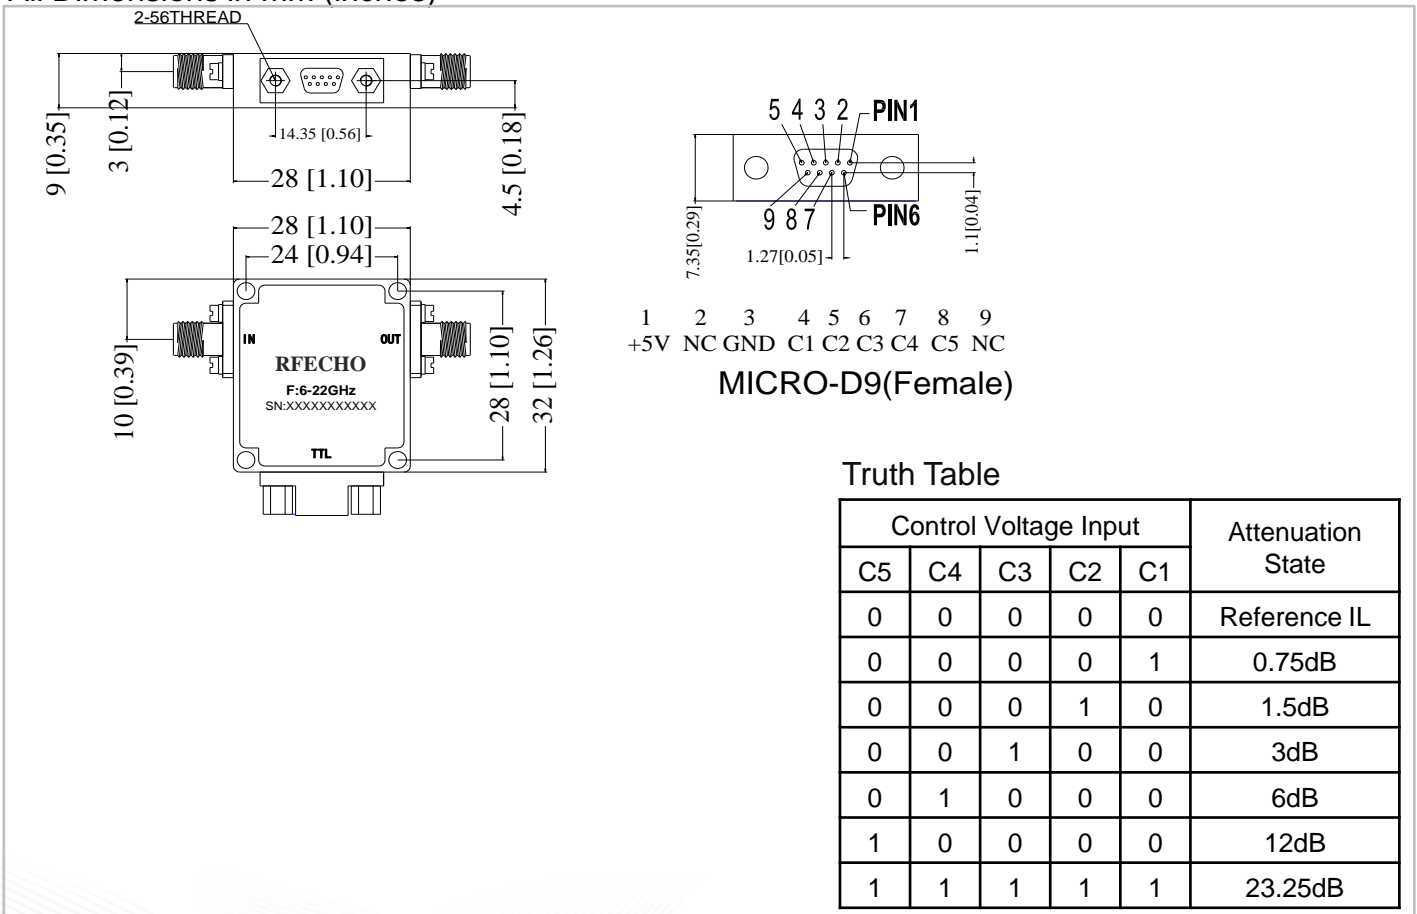 All Dimensions in mm (inches)
2-56THREAD
9 [0.35]
3 [0.12]
14.35 [0.56]
4.5 [0.18]
28 [1.10]
28 [1.10]
24 [0.94]
10 [0.39]
IN
OUT
RFECHO
F:6-22GHz
SN:XXXXXXXXXXX
TTL
28 [1.10]
32 [1.26]
5 4 3 2 PIN1
9 8 7 PIN6
7.35[0.29]
1.27[0.05]
1.1[0.04]
1 2 3 4 5 6 7 8 9
+5V NC GND C1 C2 C3 C4 C5 NC
MICRO-D9(Female)
Truth Table
Control Voltage Input Attenuation State
C5 C4 C3 C2 C1
0 0 0 0 0 Reference IL
0 0 0 0 1 0.75dB
0 0 0 1 0 1.5dB
0 0 1 0 0 3dB
0 1 0 0 0 6dB
1 0 0 0 0 12dB
1 1 1 1 1 23.25dB